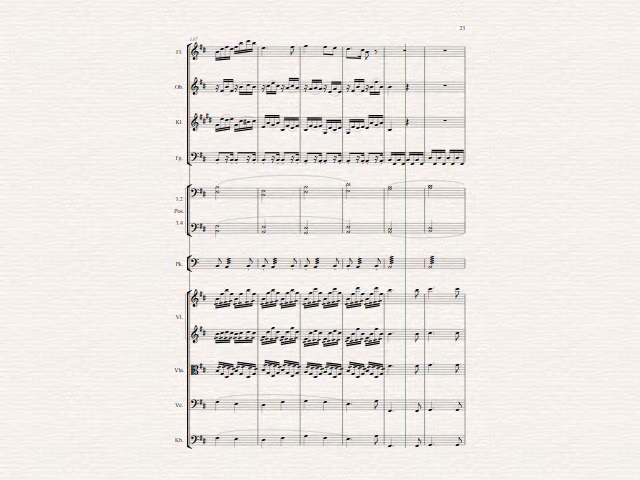 23
Fl.
Ob.
Kl.
Fg.
1.2
Pos.
3.4
Pk.
Vl.
Vla.
Vc.
Kb.